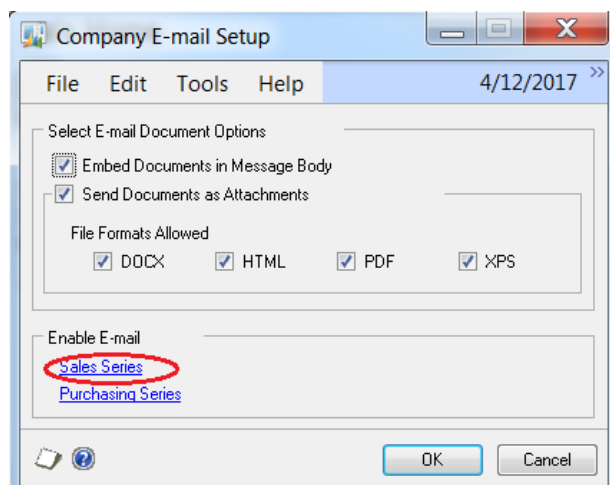 Company E-mail Setup
File Edit Tools Help 4/12/2017 »
Select E-mail Document Options
Embed Documents in Message Body
Send Documents as Attachments
File Formats Allowed
DOCX HTML PDF XPS
Enable E-mail
Sales Series
Purchasing Series
OK Cancel